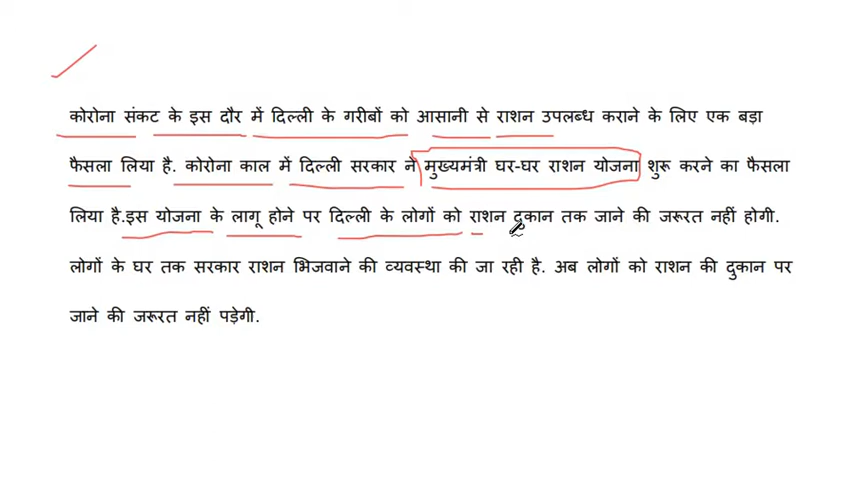 कोरोना संकट के इस दौर में दिल्ली के गरीबों को आसानी से राशन उपलब्ध कराने के लिए एक बड़ा
फैसला लिया है. कोरोना काल में दिल्ली सरकार ने मुख्यमंत्री घर-घर राशन योजना शुरू करने का फैसला
लिया है.इस योजना के लागू होने पर दिल्ली के लोगों को राशन दुकान तक जाने की जरूरत नहीं होगी.
लोगों के घर तक सरकार राशन भिजवाने की व्यवस्था की जा रही है. अब लोगों को राशन की दुकान पर
जाने की जरूरत नहीं पड़ेगी.